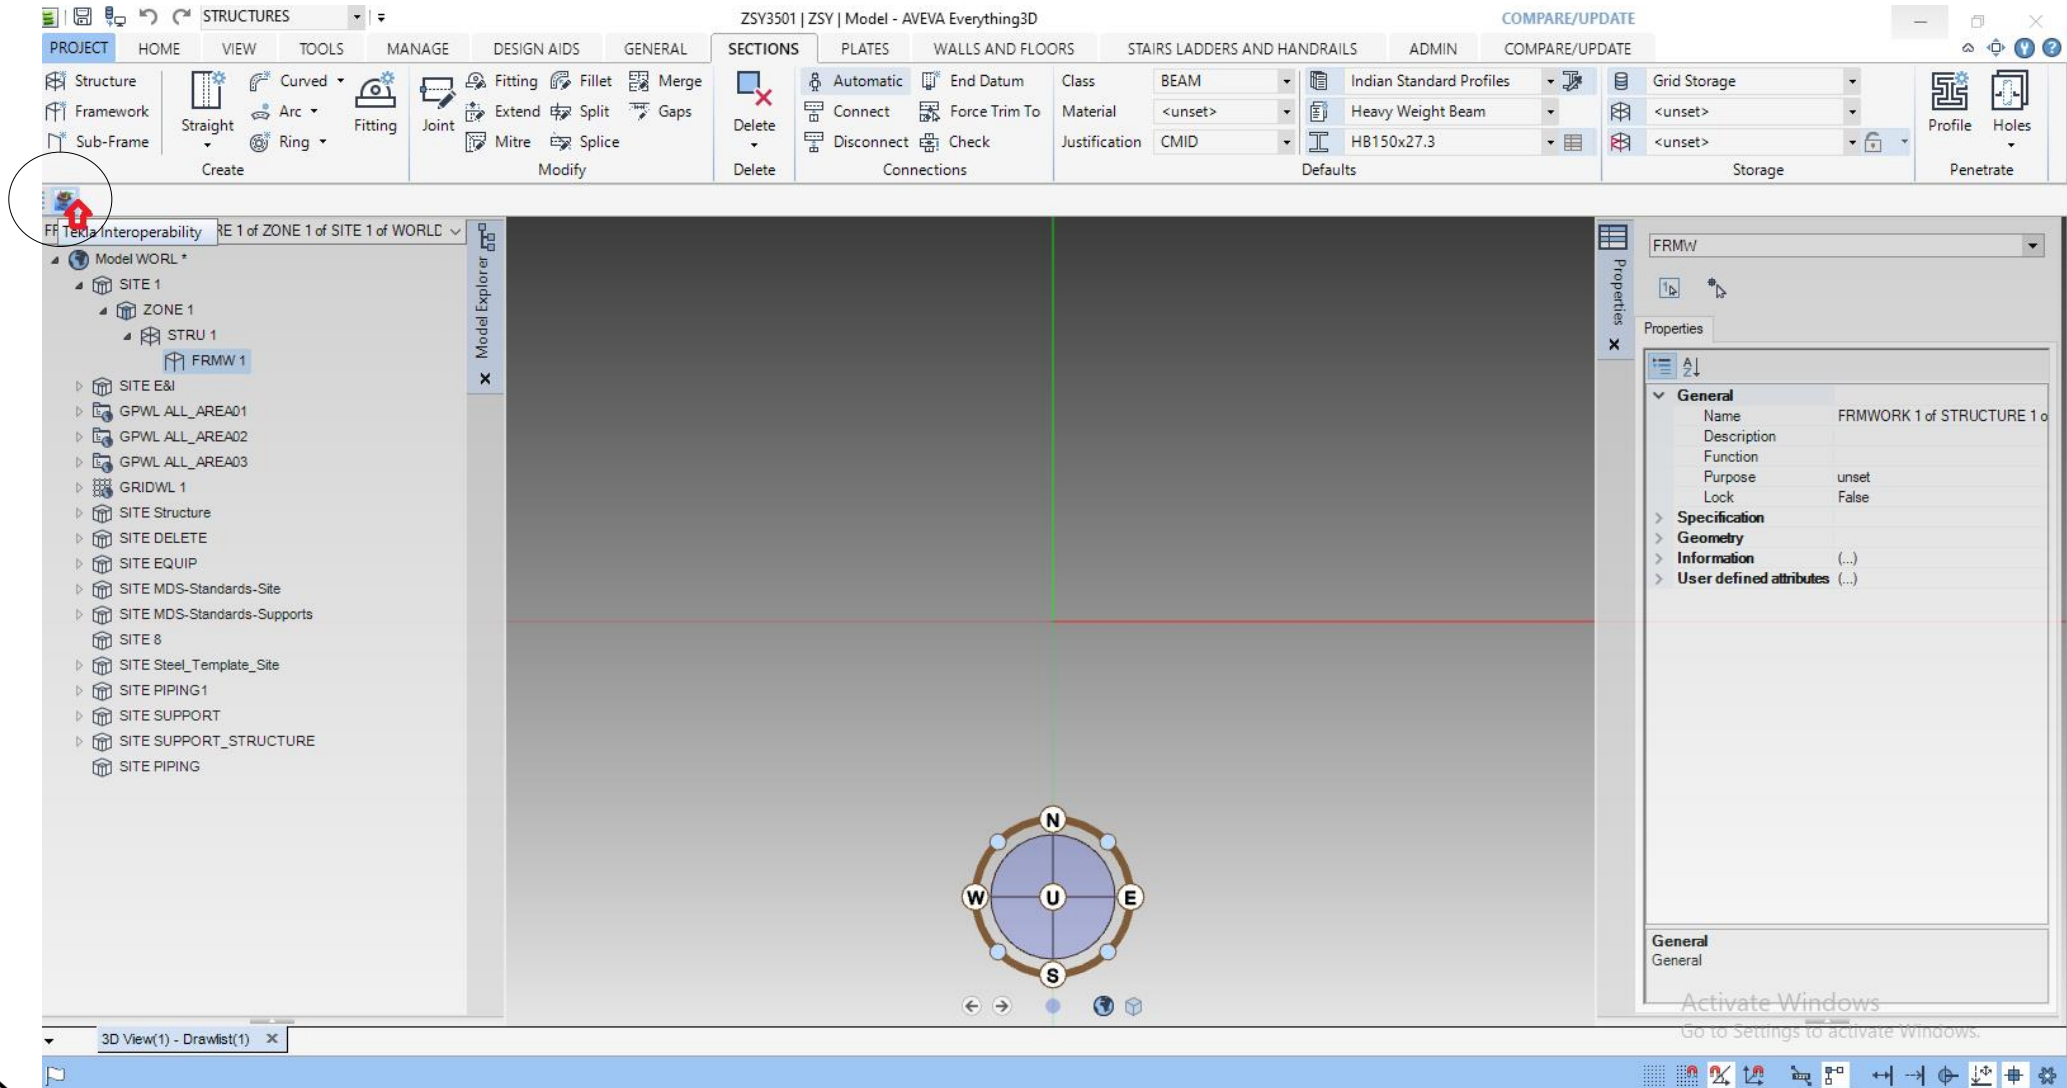 STRUCTURES
ZSY3501 | ZSY | Model - AVEVA Everything3D
COMPARE/UPDATE
PROJECT HOME VIEW TOOLS MANAGE DESIGN AIDS GENERAL SECTIONS PLATES WALLS AND FLOORS STAIRS LADDERS AND HANDRAILS ADMIN COMPARE/UPDATE
Structure Curved Fitting Fillet Merge Automatic End Datum Class BEAM Indian Standard Profiles Grid Storage
Framework Arc Extend Split Gaps Connect Force Trim To Material <unset> Heavy Weight Beam <unset>
Straight Fitting Joint Delete Profile Holes
Sub-Frame Ring Mitre Splice Disconnect Check Justification CMID HB150x27.3 <unset>
Create Modify Delete Connections Defaults Storage Penetrate
Tekla Interoperability
RE 1 of ZONE 1 of SITE 1 of WORLD
Model WORL *
SITE 1
ZONE 1
STRU 1
FRMW 1
SITE E&I
GPWL ALL_AREA01
GPWL ALL_AREA02
GPWL ALL_AREA03
GRIDWL 1
SITE Structure
SITE DELETE
SITE EQUIP
SITE MDS-Standards-Site
SITE MDS-Standards-Supports
SITE 8
SITE Steel_Template_Site
SITE PIPING1
SITE SUPPORT
SITE SUPPORT_STRUCTURE
SITE PIPING
Model Explorer
N
W U E
S
Properties
FRMW
Properties
General
Name FRMWORK 1 of STRUCTURE 1 o
Description
Function
Purpose unset
Lock False
Specification
Geometry
Information (...)
User defined attributes (...)
General
General
Activate Windows
Go to Settings to activate Windows.
3D View(1) - Drawlist(1)